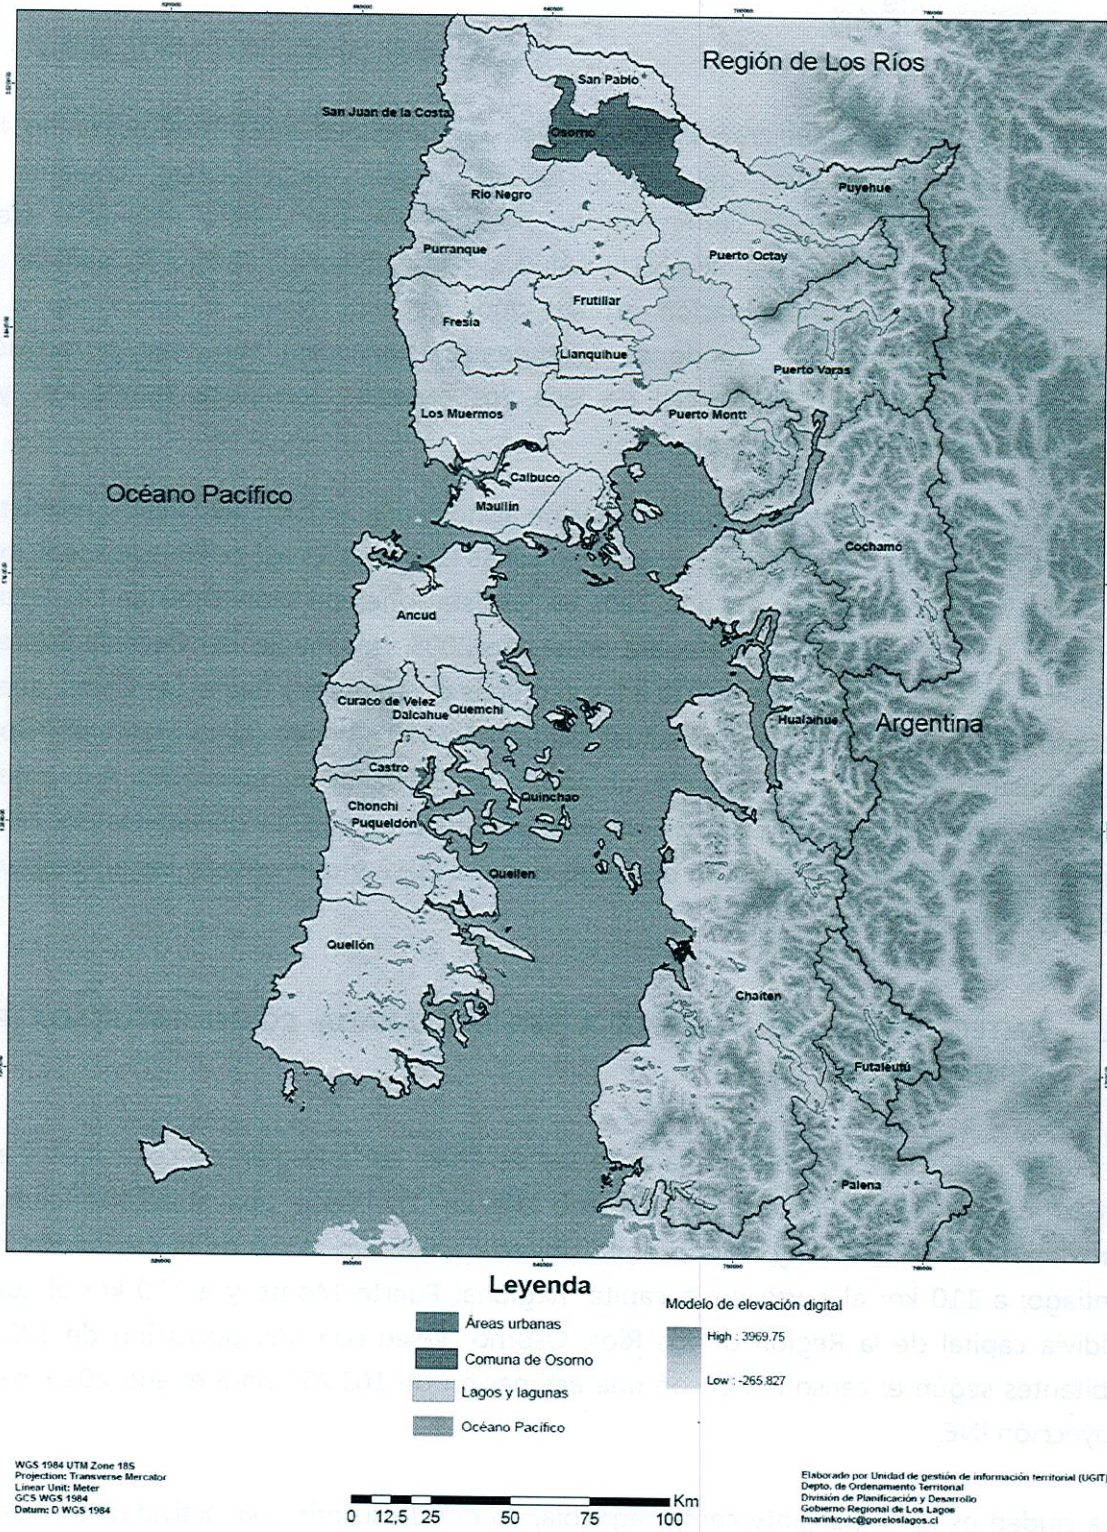 Región de Los Ríos
San Pablo
San Juan de la Costa
Osorno
Puyehue
Río Negro
Purranque
Puerto Octay
Frutillar
Fresia
Llanquihue
Puerto Varas
Los Muermos
Puerto Montt
Calbuco
Océano Pacífico
Maullín
Cochamó
Ancud
Curaco de Velez
Dalcahue
Quemchi
Hualaihue
Argentina
Castro
Quinchao
Chonchi
Puqueldón
Queilen
Quellón
Chaiten
Futaleufú
Palena
Leyenda
Áreas urbanas
Comuna de Osorno
Lagos y lagunas
Océano Pacífico
Modelo de elevación digital
High : 3969.75
Low : -265.827
WGS 1984 UTM Zone 18S
Projection: Transverse Mercator
Linear Unit: Meter
GCS WGS 1984
Datum: D WGS 1984
Km
0 12,5 25 50 75 100
Elaborado por Unidad de gestión de información territorial (UGIT)
Depto. de Ordenamiento Territorial
División de Planificación y Desarrollo
Gobierno Regional de Los Lagos
fmarinkovic@goreloslagos.cl